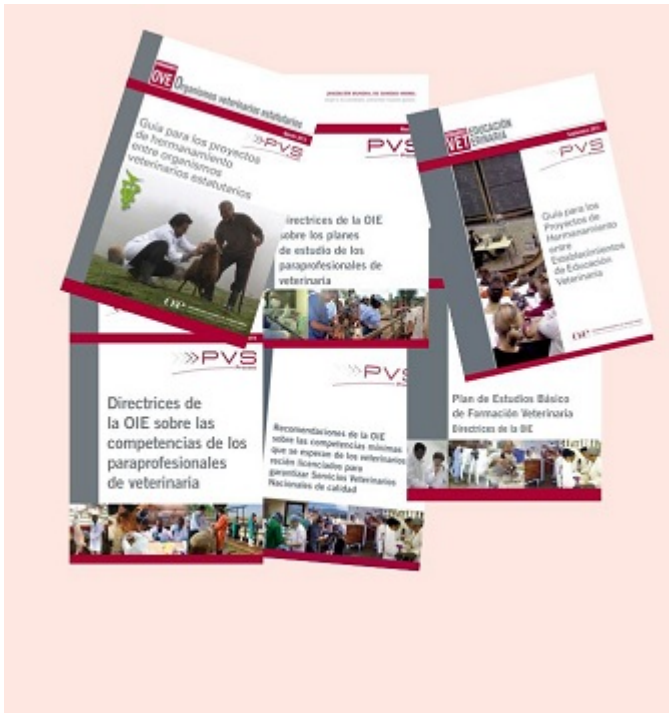 OVE Organismos veterinarios estatutarios
PVS
Guía para los proyectos
de hermanamiento
entre organismos
veterinarios estatutarios
Oie
PVS
Directrices de la OIE
sobre los planes
de estudio de los
paraprofesionales de
veterinaria
VET EDUCACIÓN
VETERINARIA
PVS
Guía para los
Proyectos de
Hermanamiento
entre
Establecimientos
de Educación
Veterinaria
Oie
PVS
Directrices de
la OIE sobre las
competencias de los
paraprofesionales
de veterinaria
PVS
Recomendaciones de la OIE
sobre las competencias mínimas
que se esperan de los veterinarios
recién licenciados para
garantizar Servicios Veterinarios
Nacionales de calidad
Plan de Estudios Básico
de Formación Veterinaria
Directrices de la OIE